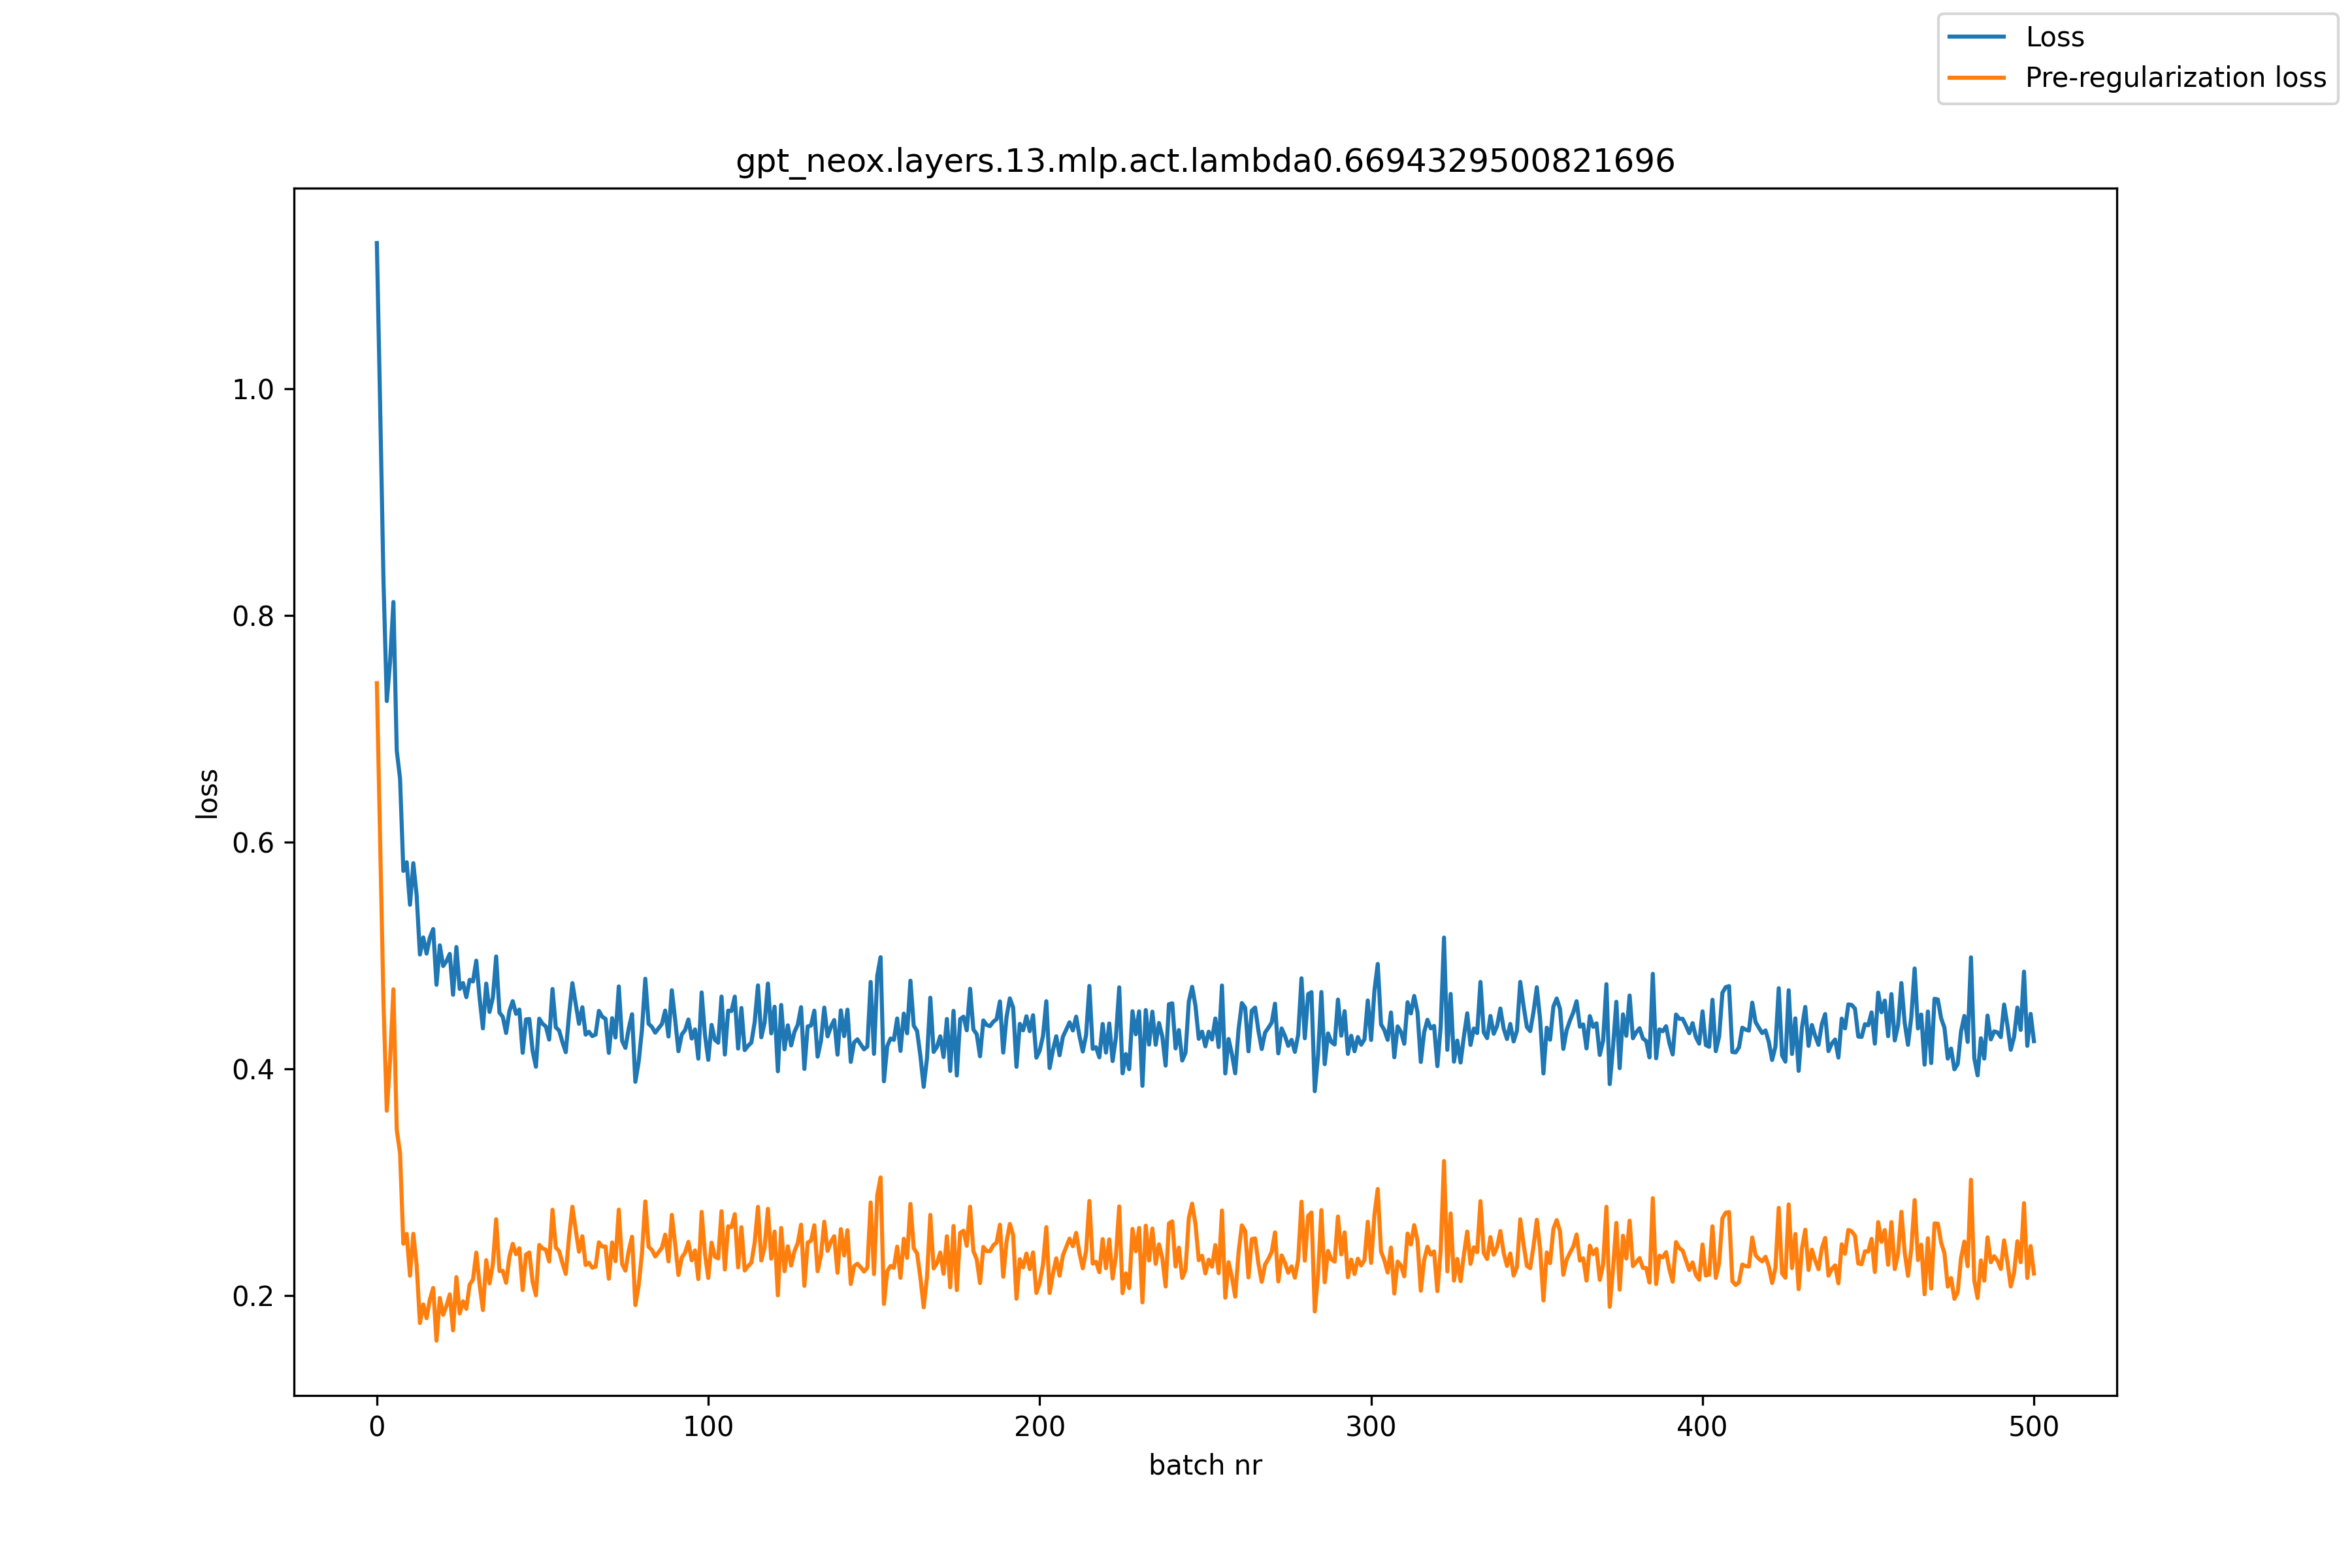 Loss
Pre-regularization loss
gpt_neox.layers.13.mlp.act.lambda0.6694329500821696
1.0
0.8
0.6
0.4
0.2
loss
0 100 200 300 400 500
batch nr